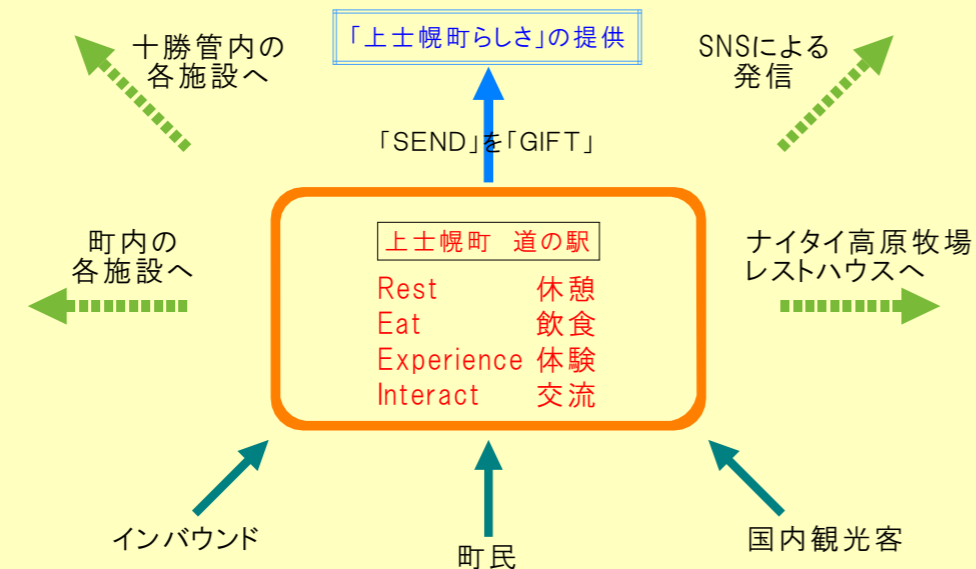 「上士幌町らしさ」の提供
十勝管内の
各施設へ
SNSによる
発信
「SEND」を「GIFT」
町内の
各施設へ
上士幌町 道の駅
Rest 休憩
Eat 飲食
Experience 体験
Interact 交流
ナイタイ高原牧場
レストハウスへ
インバウンド
町民
国内観光客